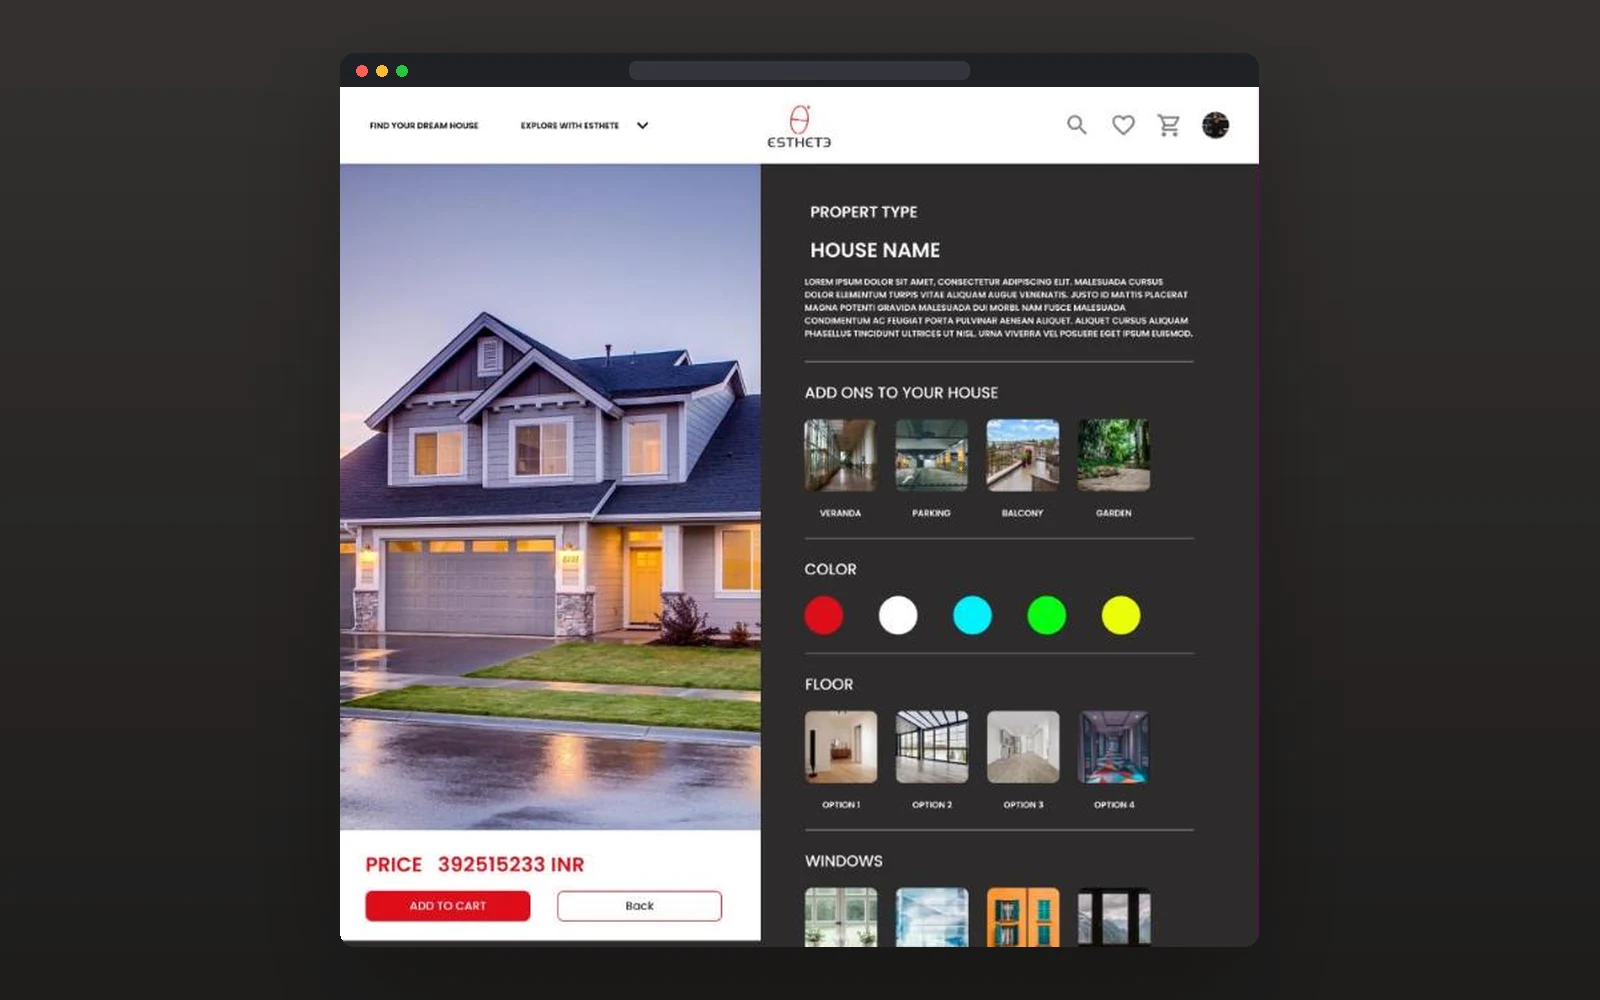 FIND YOUR DREAM HOUSE
EXPLORE WITH ESTHETE
ESTHETE
PROPERT TYPE
HOUSE NAME
LOREM IPSUM DOLOR SIT AMET, CONSECTETUR ADIPISCING ELIT. MALESUADA CURSUS
DOLOR ELEMENTUM TURPIS VITAE ALIQUAM AUGUE VENENATIS. JUSTO ID MATTIS PLACERAT
MAGNA POTENTI GRAVIDA MALESUADA DUI MORBI. NAM FUSCE MALESUADA
CONDIMENTUM AC FEUGIAT PORTA PULVINAR AENEAN ALIQUET. ALIQUET CURSUS ALIQUAM
PHASELLUS TINCIDUNT ULTRICES UT NISL. URNA VIVERRA VEL POSUERE EGET IPSUM EUISMOD.
ADD ONS TO YOUR HOUSE
VERANDA
PARKING
BALCONY
GARDEN
COLOR
FLOOR
OPTION 1
OPTION 2
OPTION 3
OPTION 4
WINDOWS
PRICE 392515233 INR
ADD TO CART
Back